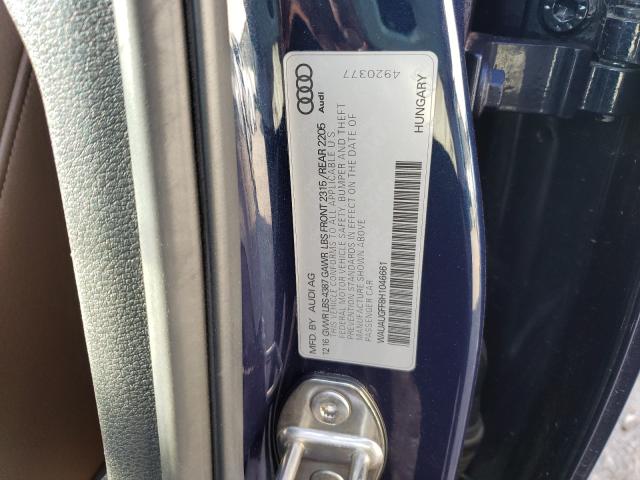 4920377
Audi
MFD. BY AUDI AG
12 16 GVWR LBS 4387 GAWR LBS FRONT 2315 / REAR 2205
THIS VEHICLE CONFORMS TO ALL APPLICABLE U.S.
FEDERAL MOTOR VEHICLE SAFETY, BUMPER AND THEFT
PREVENTION STANDARDS IN EFFECT ON THE DATE OF
MANUFACTURE SHOWN ABOVE.
PASSENGER CAR
WAUAUGFF8H1046661
HUNGARY